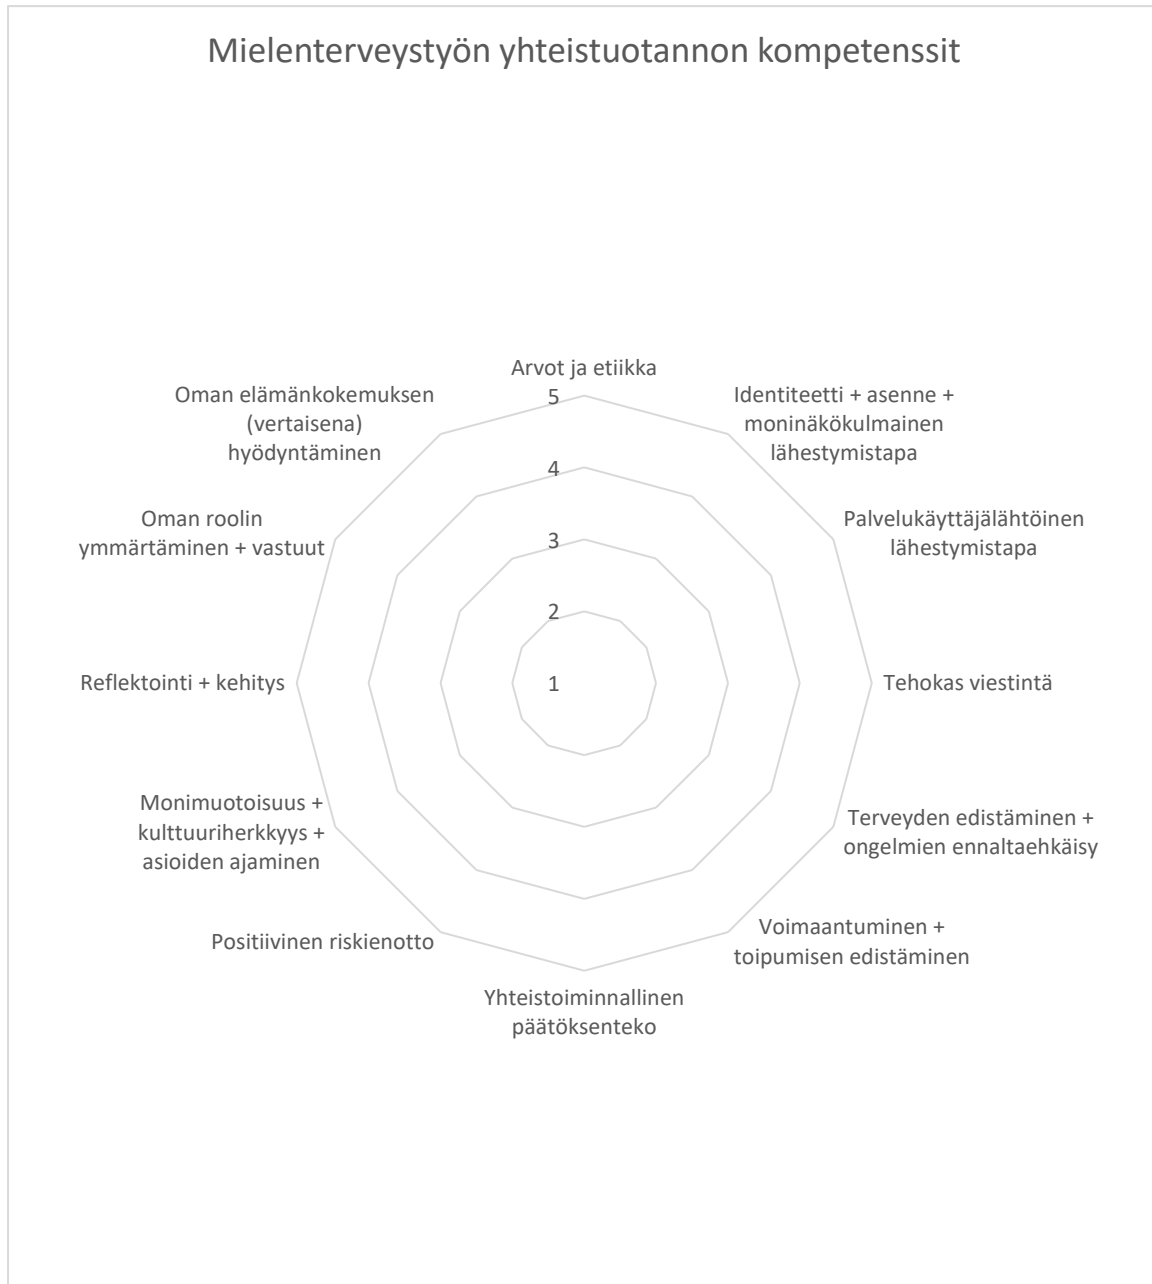 Mielenterveystyön yhteistuotannon kompetenssit
Arvot ja etiikka
Identiteetti + asenne +
moninäkökulmainen
lähestymistapa
Palvelukäyttäjälähtöinen
lähestymistapa
Tehokas viestintä
Terveyden edistäminen +
ongelmien ennaltaehkäisy
Voimaantuminen +
toipumisen edistäminen
Yhteistoiminnallinen
päätöksenteko
Positiivinen riskienotto
Monimuotoisuus +
kulttuuriherkkyys +
asioiden ajaminen
Reflektointi + kehitys
Oman roolin
ymmärtäminen + vastuut
Oman elämänkokemuksen
(vertaisena)
hyödyntäminen
5
4
3
2
1